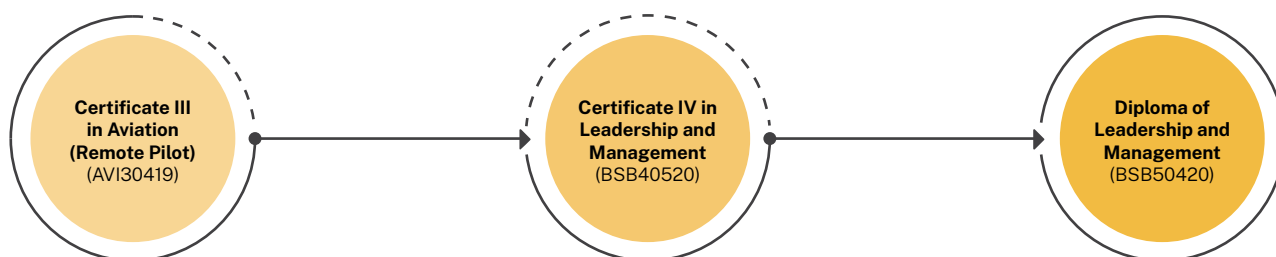 Certificate III
in Aviation
(Remote Pilot)
(AVI30419)
Certificate IV in
Leadership and
Management
(BSB40520)
Diploma of
Leadership and
Management
(BSB50420)